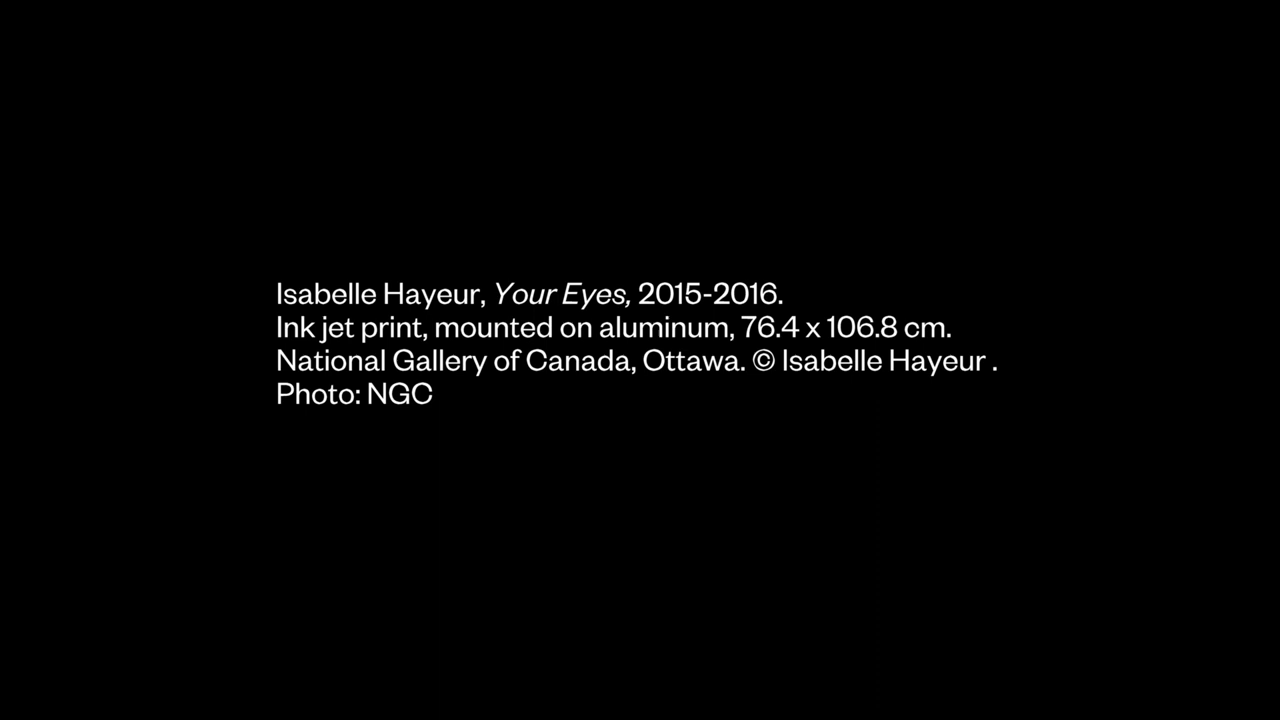 Isabelle Hayeur, Your Eyes, 2015-2016.
Ink jet print, mounted on aluminum, 76.4 x 106.8 cm.
National Gallery of Canada, Ottawa. © Isabelle Hayeur .
Photo: NGC